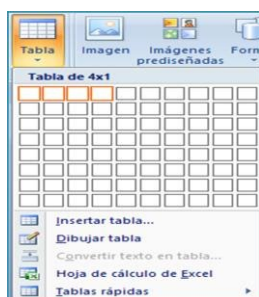 Tabla Imagen Imágenes prediseñadas Form
Tabla de 4x1
Insertar tabla...
Dibujar tabla
Convertir texto en tabla...
Hoja de cálculo de Excel
Tablas rápidas